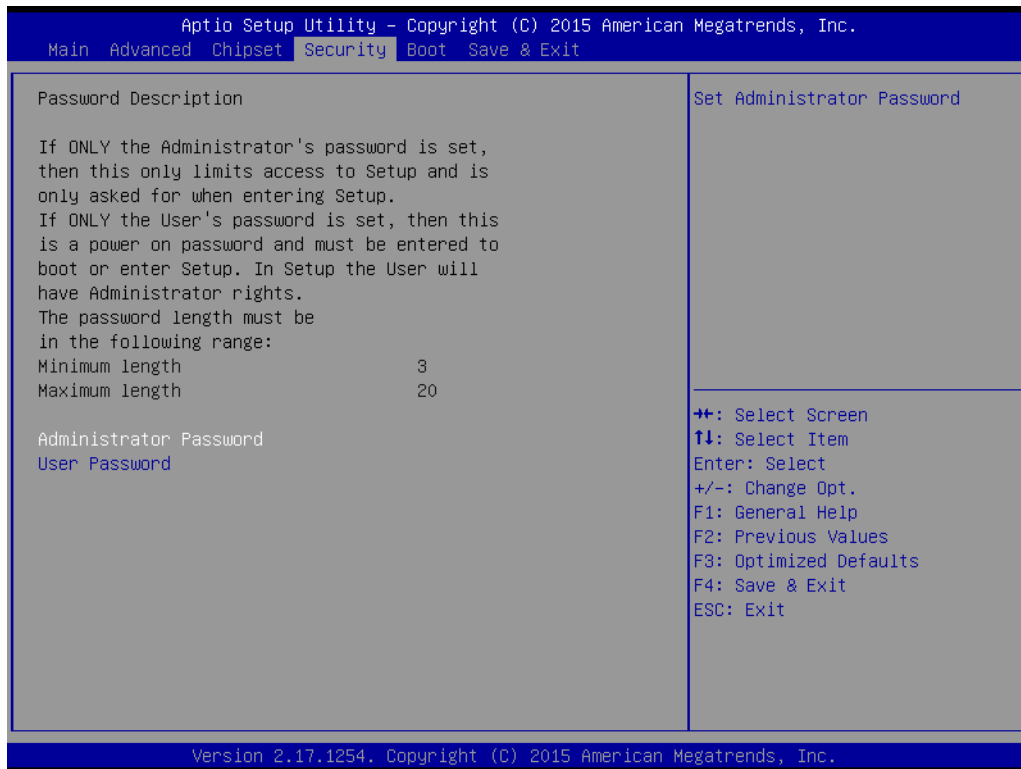 Aptio Setup Utility – Copyright (C) 2015 American Megatrends, Inc.
Main Advanced Chipset Security Boot Save & Exit
Password Description
If ONLY the Administrator's password is set,
then this only limits access to Setup and is
only asked for when entering Setup.
If ONLY the User's password is set, then this
is a power on password and must be entered to
boot or enter Setup. In Setup the User will
have Administrator rights.
The password length must be
in the following range:
Minimum length 3
Maximum length 20
Administrator Password
User Password
Set Administrator Password
→←: Select Screen
↑↓: Select Item
Enter: Select
+/-: Change Opt.
F1: General Help
F2: Previous Values
F3: Optimized Defaults
F4: Save & Exit
ESC: Exit
Version 2.17.1254. Copyright (C) 2015 American Megatrends, Inc.